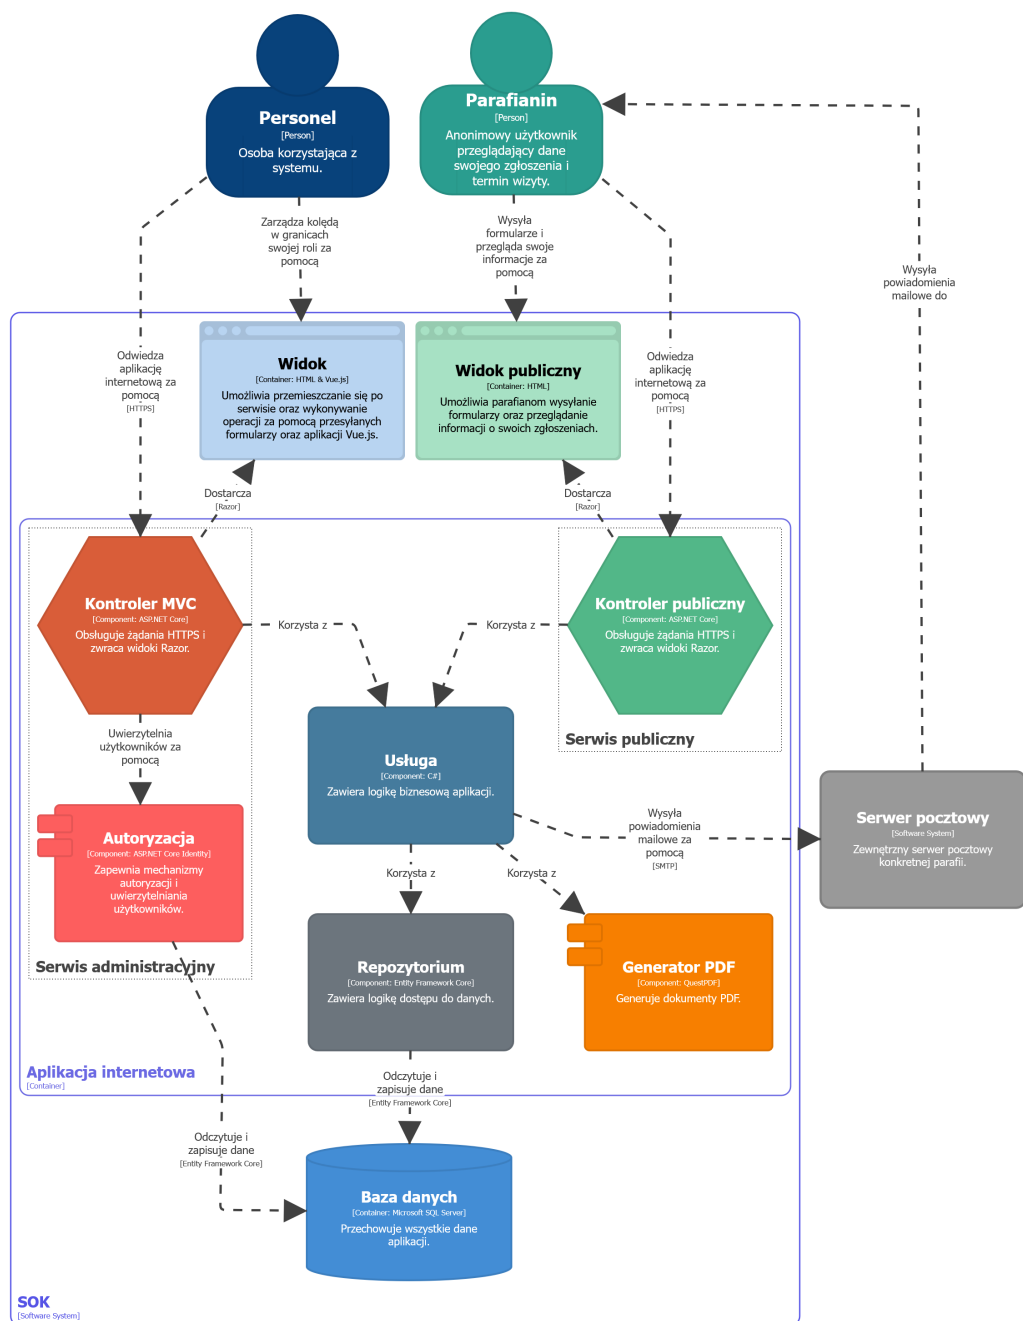 Personel
[Person]
Osoba korzystająca z
systemu.
Parafianin
[Person]
Anonimowy użytkownik
przeglądający dane
swojego zgłoszenia i
termin wizyty.
Zarządza kolędą
w granicach
swojej roli za
pomocą
Wysyła
formularze i
przegląda swoje
informacje za
pomocą
Wysyła
powiadomienia
mailowe do
Odwiedza
aplikację
internetową za
pomocą
[HTTPS]
Widok
[Container: HTML & Vue.js]
Umożliwia przemieszczanie się po
serwisie oraz wykonywanie
operacji za pomocą przesyłanych
formularzy oraz aplikacji Vue.js.
Widok publiczny
[Container: HTML]
Umożliwia parafianom wysyłanie
formularzy oraz przeglądanie
informacji o swoich zgłoszeniach.
Odwiedza
aplikację
internetową za
pomocą
[HTTPS]
Dostarcza
[Razor]
Dostarcza
[Razor]
Kontroler MVC
[Component: ASP.NET Core]
Obsługuje żądania HTTPS i
zwraca widoki Razor.
Korzysta z
Korzysta z
Kontroler publiczny
[Component: ASP.NET Core]
Obsługuje żądania HTTPS i
zwraca widoki Razor.
Serwis publiczny
Uwierzytelnia
użytkowników za
pomocą
Usługa
[Component: C#]
Zawiera logikę biznesową aplikacji.
Autoryzacja
[Component: ASP.NET Core Identity]
Zapewnia mechanizmy
autoryzacji i
uwierzytelniania
użytkowników.
Wysyła
powiadomienia
mailowe za
pomocą
[SMTP]
Serwer pocztowy
[Software System]
Zewnętrzny serwer pocztowy
konkretnej parafii.
Korzysta z
Korzysta z
Serwis administracyjny
Repozytorium
[Component: Entity Framework Core]
Zawiera logikę dostępu do danych.
Generator PDF
[Component: QuestPDF]
Generuje dokumenty PDF.
Aplikacja internetowa
[Container]
Odczytuje i
zapisuje dane
[Entity Framework Core]
Odczytuje i
zapisuje dane
[Entity Framework Core]
Baza danych
[Container: Microsoft SQL Server]
Przechowuje wszystkie dane
aplikacji.
SOK
[Software System]